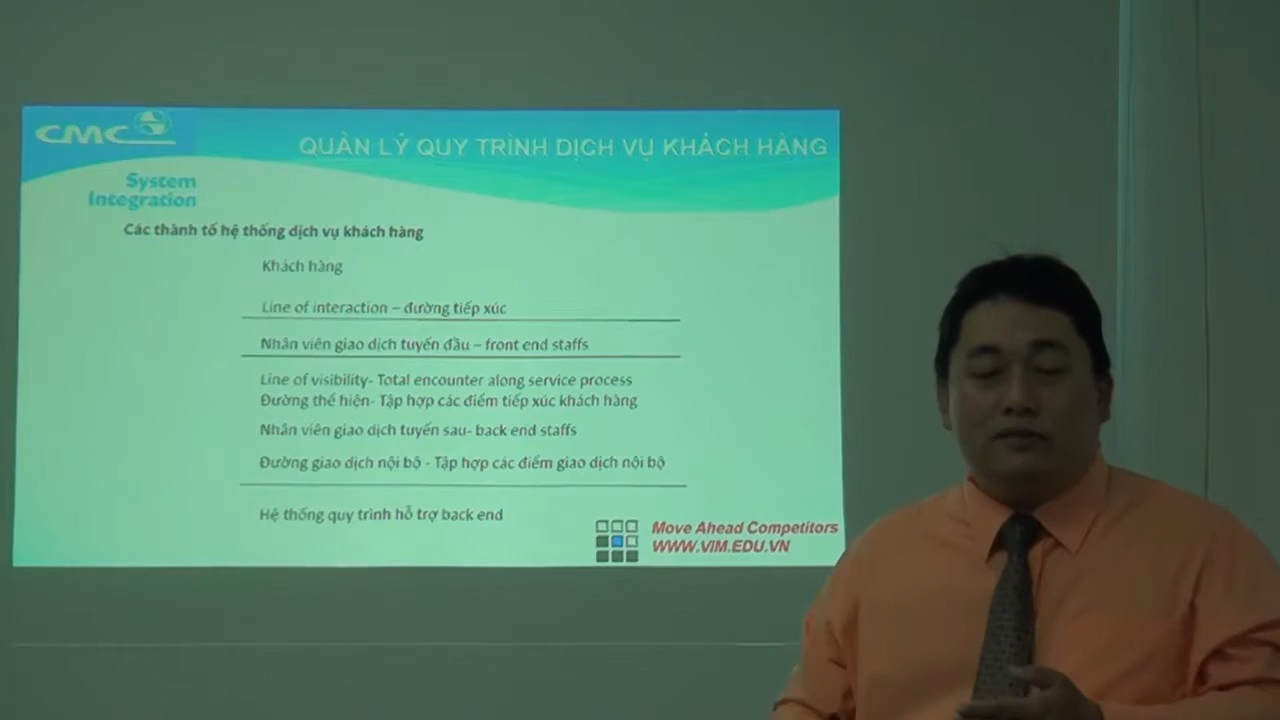 CMC
QUẢN LÝ QUY TRÌNH DỊCH VỤ KHÁCH HÀNG
System
Integration
Các thành tố hệ thống dịch vụ khách hàng
Khách hàng
Line of interaction – đường tiếp xúc
Nhân viên giao dịch tuyến đầu – front end staffs
Line of visibility- Total encounter along service process
Đường thể hiện- Tập hợp các điểm tiếp xúc khách hàng
Nhân viên giao dịch tuyến sau- back end staffs
Đường giao dịch nội bộ - Tập hợp các điểm giao dịch nội bộ
Hệ thống quy trình hỗ trợ back end
Move Ahead Competitors
WWW.VIM.EDU.VN